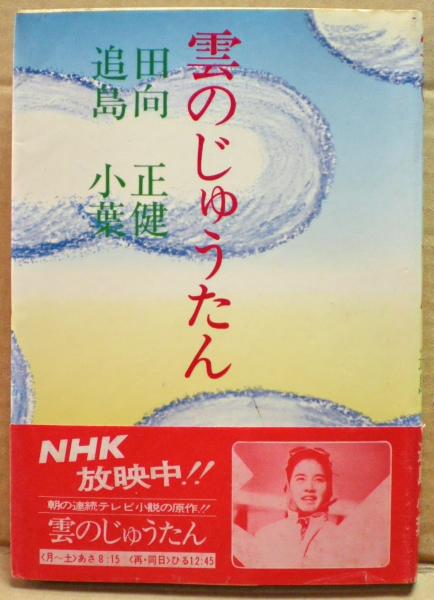 雲のじゅうたん
田向 正健
追島 小葉
NHK
放映中!!
朝の連続テレビ小説の原作!!
雲のじゅうたん
〈月〜土〉あさ8:15 〈再・同日〉ひる12:45